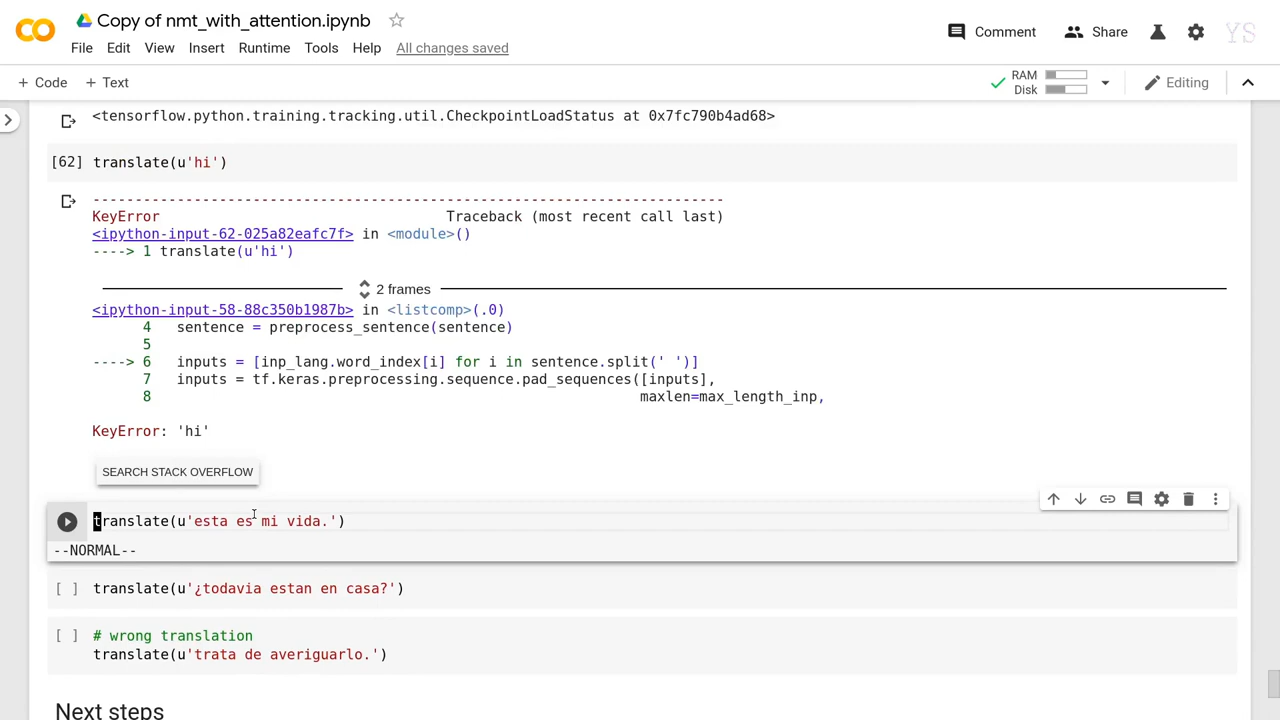 Copy of nmt_with_attention.ipynb
File Edit View Insert Runtime Tools Help All changes saved
Comment Share YS
+ Code + Text
RAM
Disk
Editing
<tensorflow.python.training.tracking.util.CheckpointLoadStatus at 0x7fc790b4ad68>
[62] translate(u'hi')
---------------------------------------------------------------------------
KeyError Traceback (most recent call last)
<ipython-input-62-025a82eafc7f> in <module>()
----> 1 translate(u'hi')
2 frames
<ipython-input-58-88c350b1987b> in <listcomp>(.0)
4 sentence = preprocess_sentence(sentence)
5
----> 6 inputs = [inp_lang.word_index[i] for i in sentence.split(' ')]
7 inputs = tf.keras.preprocessing.sequence.pad_sequences([inputs],
8 maxlen=max_length_inp,
KeyError: 'hi'
SEARCH STACK OVERFLOW
translate(u'esta es mi vida.')
--NORMAL--
[ ] translate(u'¿todavia estan en casa?')
[ ] # wrong translation
translate(u'trata de averiguarlo.')
Next steps